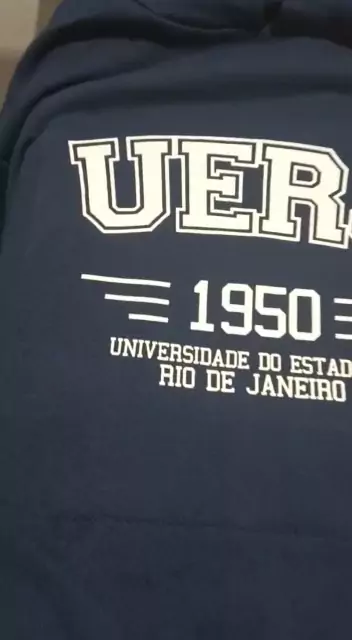 UER
1950
UNIVERSIDADE DO ESTAD
RIO DE JANEIRO